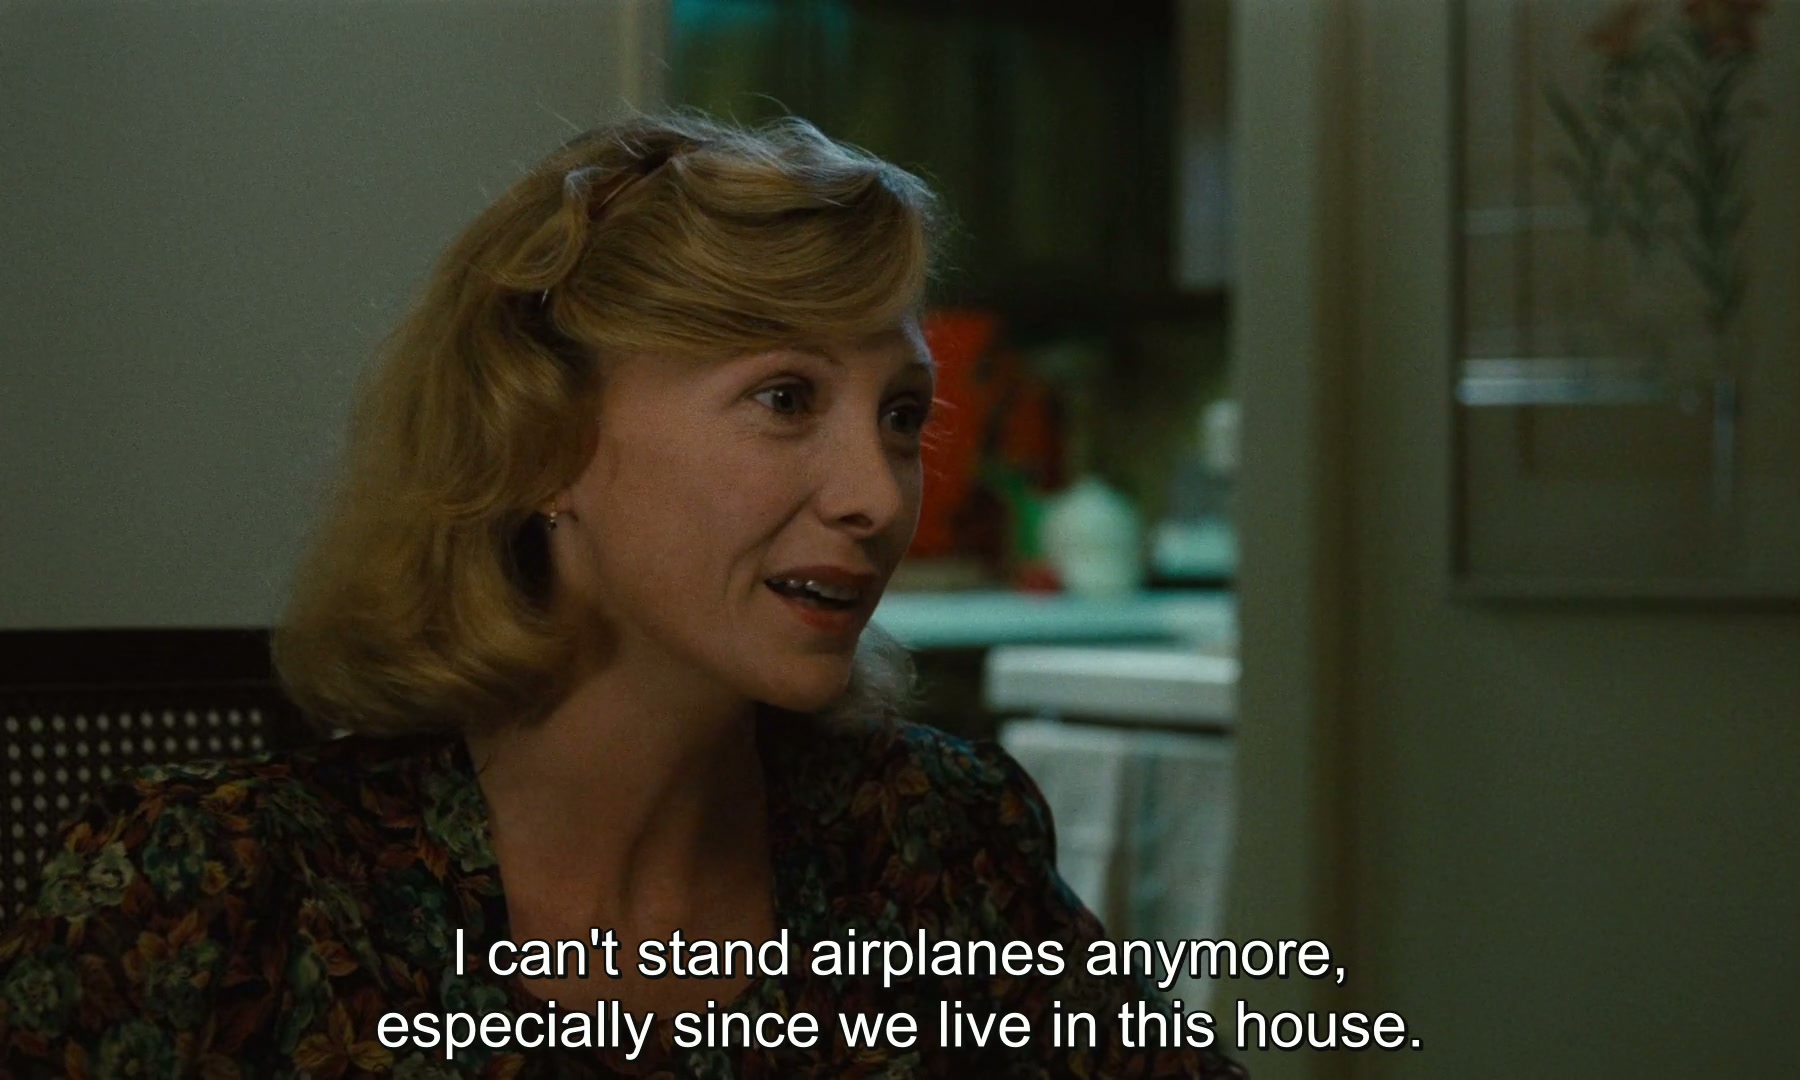 I can't stand airplanes anymore,
especially since we live in this house.